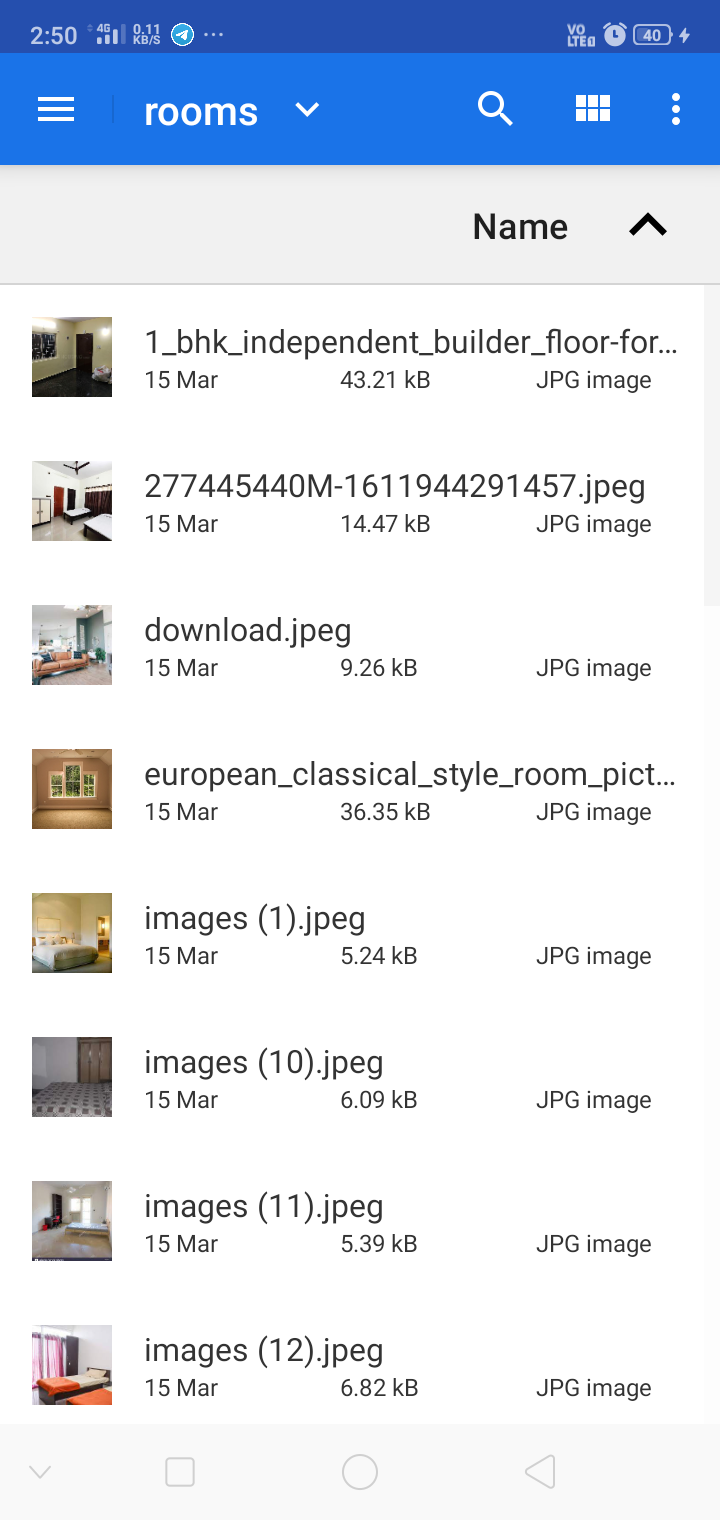 2:50 4G 0.11 KB/S ... VO LTE 40
rooms
Name
1_bhk_independent_builder_floor-for...
15 Mar 43.21 kB JPG image
277445440M-1611944291457.jpeg
15 Mar 14.47 kB JPG image
download.jpeg
15 Mar 9.26 kB JPG image
european_classical_style_room_pict...
15 Mar 36.35 kB JPG image
images (1).jpeg
15 Mar 5.24 kB JPG image
images (10).jpeg
15 Mar 6.09 kB JPG image
images (11).jpeg
15 Mar 5.39 kB JPG image
images (12).jpeg
15 Mar 6.82 kB JPG image